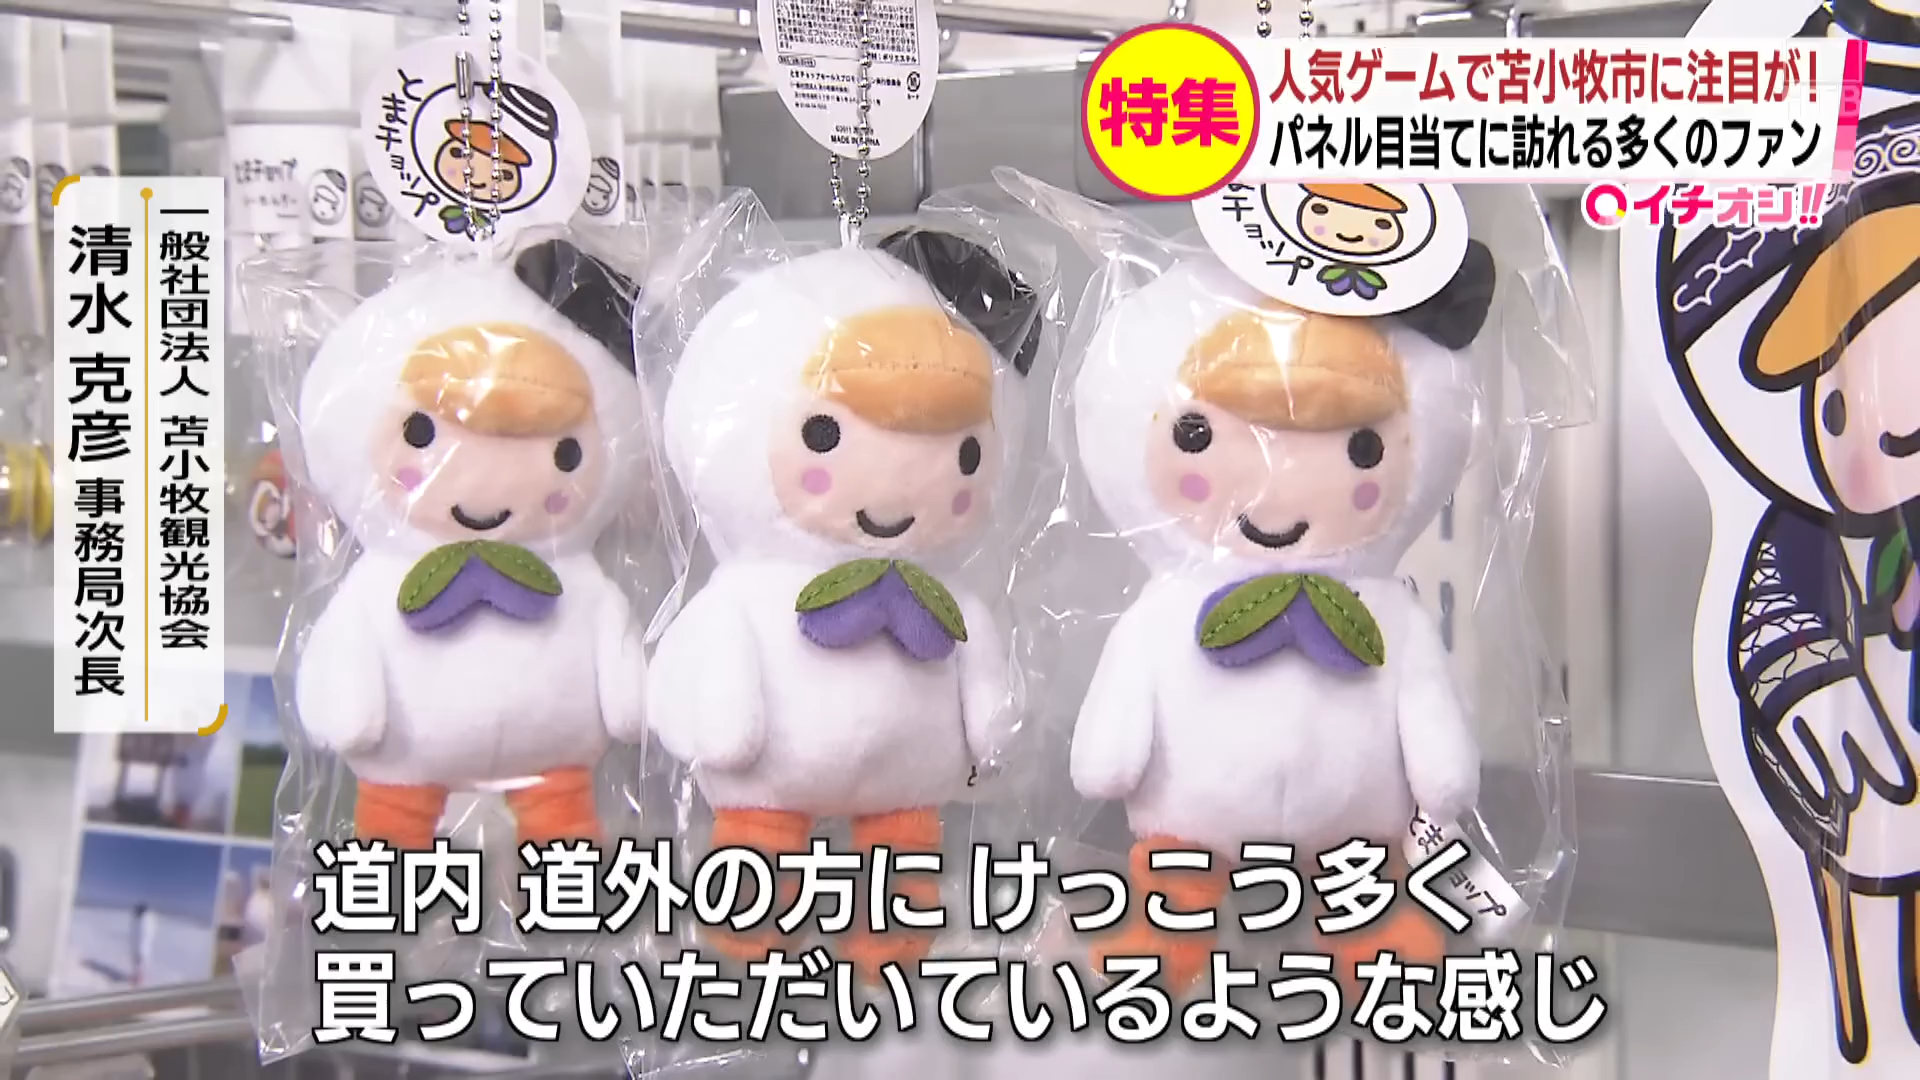 特集
人気ゲームで苫小牧市に注目が!
パネル目当てに訪れる多くのファン
イチオシ!!
HTB
一般社団法人 苫小牧観光協会
清水 克彦 事務局次長
とまチョップ
とまチョップ
MADE IN CHINA
まチョップ
道内 道外の方に けっこう多く
買っていただいているような感じ